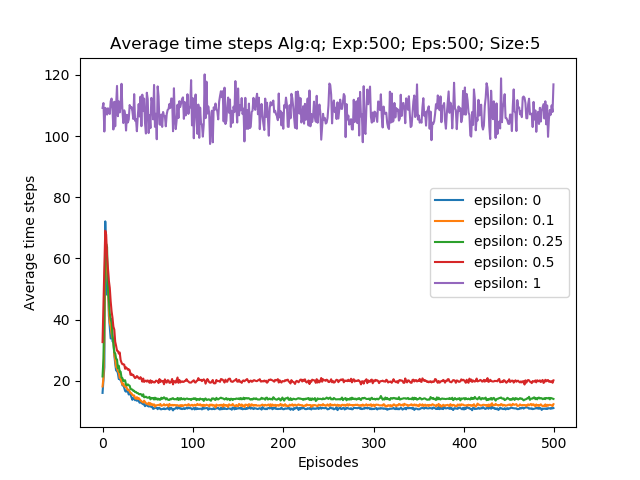 Average time steps Alg:q; Exp:500; Eps:500; Size:5
120
100
80
60
40
20
Average time steps
epsilon: 0
epsilon: 0.1
epsilon: 0.25
epsilon: 0.5
epsilon: 1
0 100 200 300 400 500
Episodes